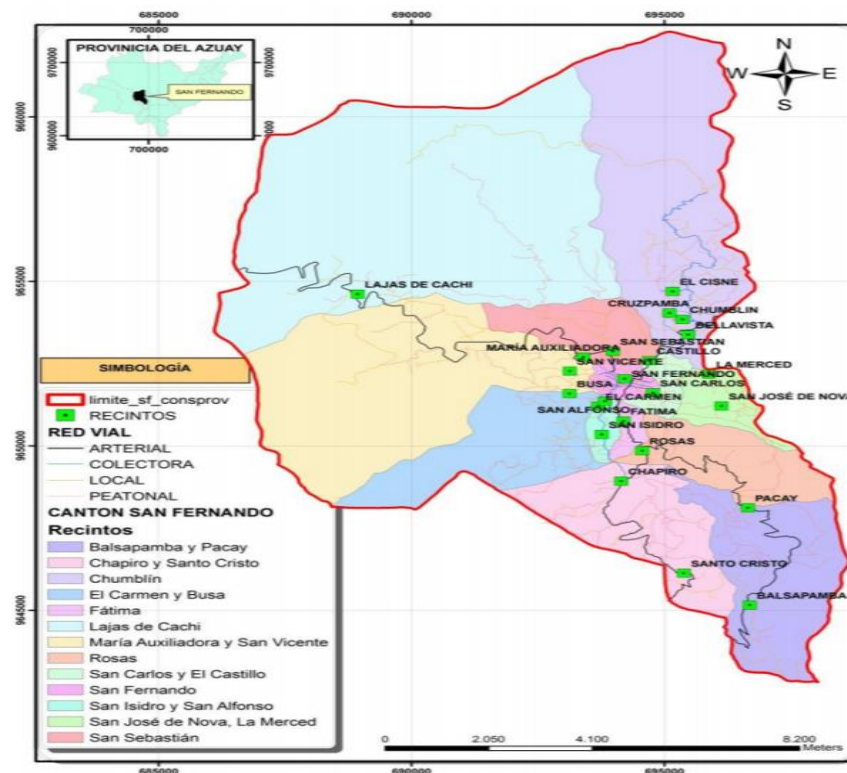 685000
690000
695000
700000
PROVINICIA DEL AZUAY
9700000
9700000
SAN FERNANDO
9600000
9600000
700000
N
W
E
S
9660000
9655000
9650000
9645000
LAJAS DE CACHI
EL CISNE
CRUZPAMBA
CHUMBLIN
BELLAVISTA
SAN SEBASTIAN
MARÍA AUXILIADORA
CASTILLO
SAN VICENTE
LA MERCED
SAN FERNANDO
BUSA
SAN CARLOS
EL CARMEN
SAN JOSÉ DE NOVA
SAN ALFONSO
FATIMA
SAN ISIDRO
ROSAS
CHAPIRO
PACAY
SANTO CRISTO
BALSAPAMBA
SIMBOLOGÍA
limite_sf_consprov
RECINTOS
RED VIAL
ARTERIAL
COLECTORA
LOCAL
PEATONAL
CANTON SAN FERNANDO
Recintos
Balsapamba y Pacay
Chapiro y Santo Cristo
Chumblín
El Carmen y Busa
Fátima
Lajas de Cachi
María Auxiliadora y San Vicente
Rosas
San Carlos y El Castillo
San Fernando
San Isidro y San Alfonso
San José de Nova, La Merced
San Sebastián
0 2.050 4.100 8.200
Meters
685000
690000
695000